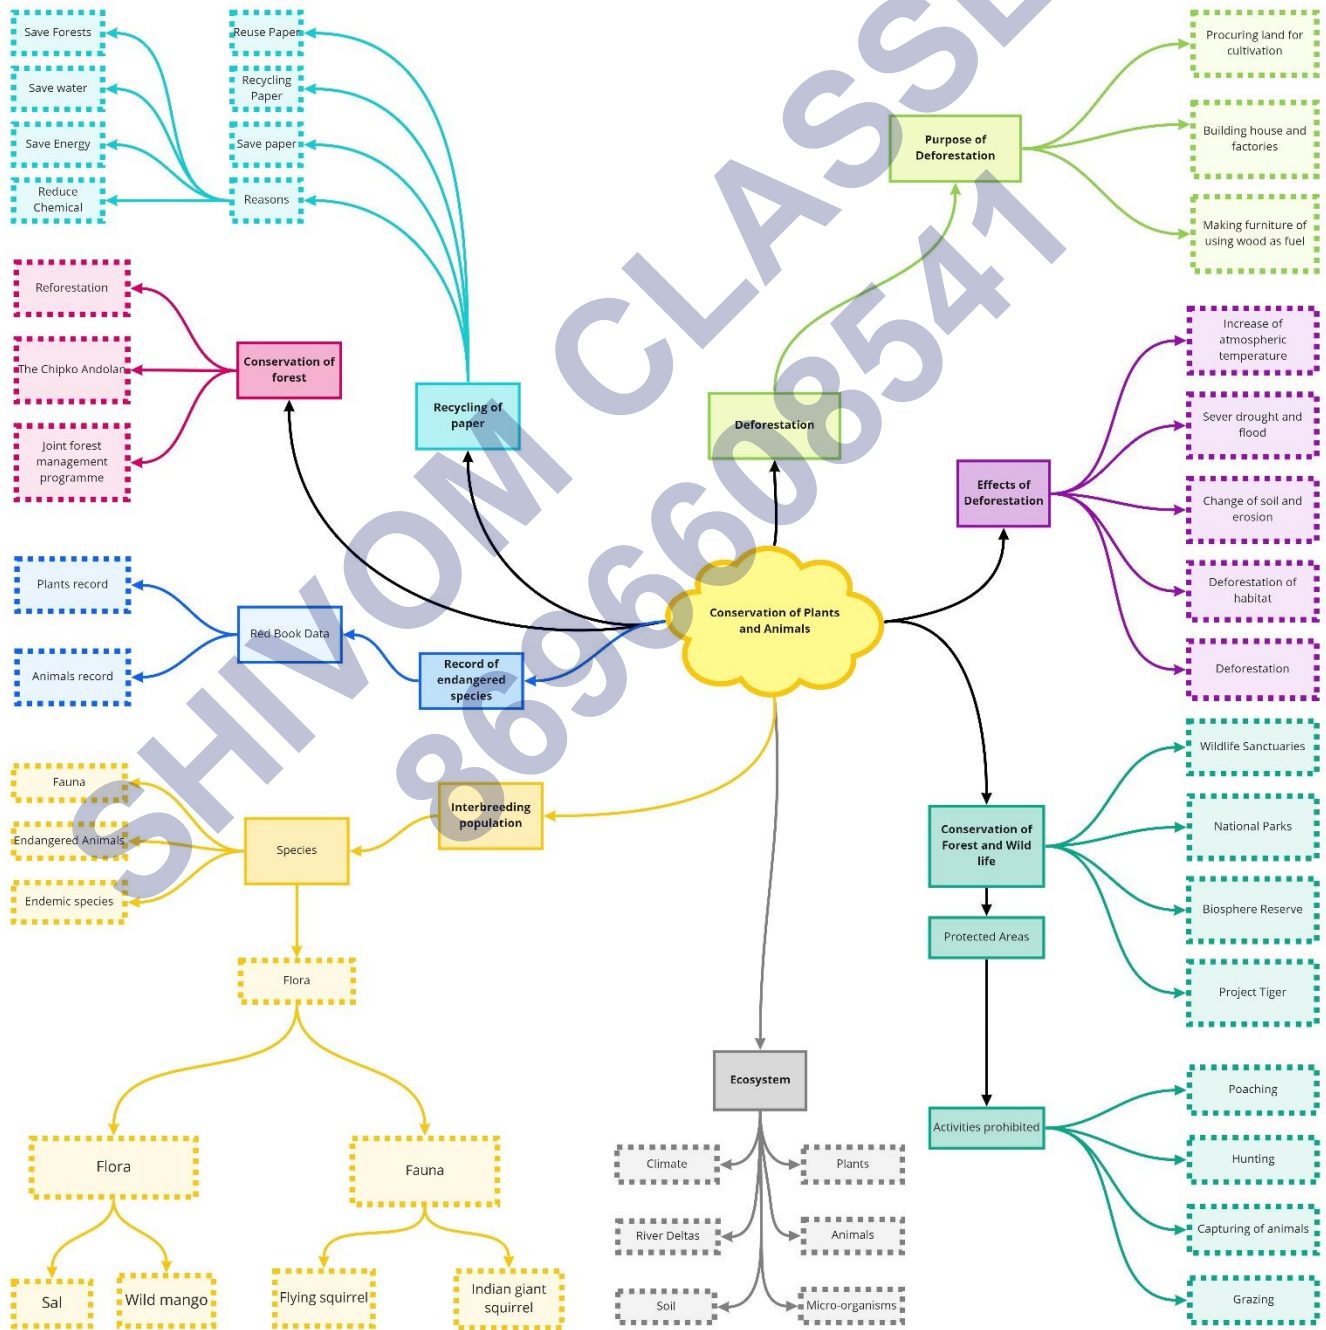 Save Forests
Save water
Save Energy
Reduce
Chemical
Reuse Paper
Recycling
Paper
Save paper
Reasons
Recycling of
paper
Reforestation
The Chipko Andolan
Joint forest
management
programme
Conservation of
forest
Purpose of
Deforestation
Procuring land for
cultivation
Building house and
factories
Making furniture of
using wood as fuel
Deforestation
Effects of
Deforestation
Increase of
atmospheric
temperature
Sever drought and
flood
Change of soil and
erosion
Deforestation of
habitat
Deforestation
Conservation of Plants
and Animals
Plants record
Animals record
Red Book Data
Record of
endangered
species
Interbreeding
population
Species
Fauna
Endangered Animals
Endemic species
Flora
Flora
Fauna
Sal
Wild mango
Flying squirrel
Indian giant
squirrel
Ecosystem
Climate
Plants
River Deltas
Animals
Soil
Micro-organisms
Conservation of
Forest and Wild
life
Wildlife Sanctuaries
National Parks
Biosphere Reserve
Project Tiger
Protected Areas
Activities prohibited
Poaching
Hunting
Capturing of animals
Grazing
SHIVOM CLASSE
8696608541